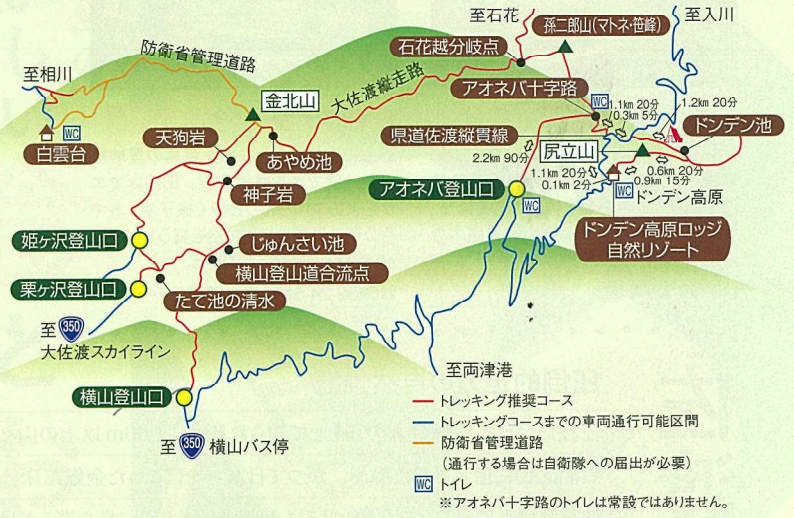 至石花
孫二郎山(マトネ・笹峰)
至入川
防衛省管理道路
石花越分岐点
至相川
大佐渡縦走路
アオネバ十字路
WC
1.1km 20分
0.3km 5分
1.2km 20分
金北山
WC
白雲台
天狗岩
あやめ池
県道佐渡縦貫線
ドンデン池
尻立山
2.2km 90分
1.1km 20分
0.1km 2分
0.6km 20分
0.9km 15分
神子岩
アオネバ登山口
WC
WC
ドンデン高原
ドンデン高原ロッジ
自然リゾート
姫ヶ沢登山口
じゅんさい池
横山登山道合流点
栗ヶ沢登山口
たて池の清水
至350
大佐渡スカイライン
至両津港
横山登山口
至350横山バス停
トレッキング推奨コース
トレッキングコースまでの車両通行可能区間
防衛省管理道路
(通行する場合は自衛隊への届出が必要)
WCトイレ
※アオネバ十字路のトイレは常設ではありません。